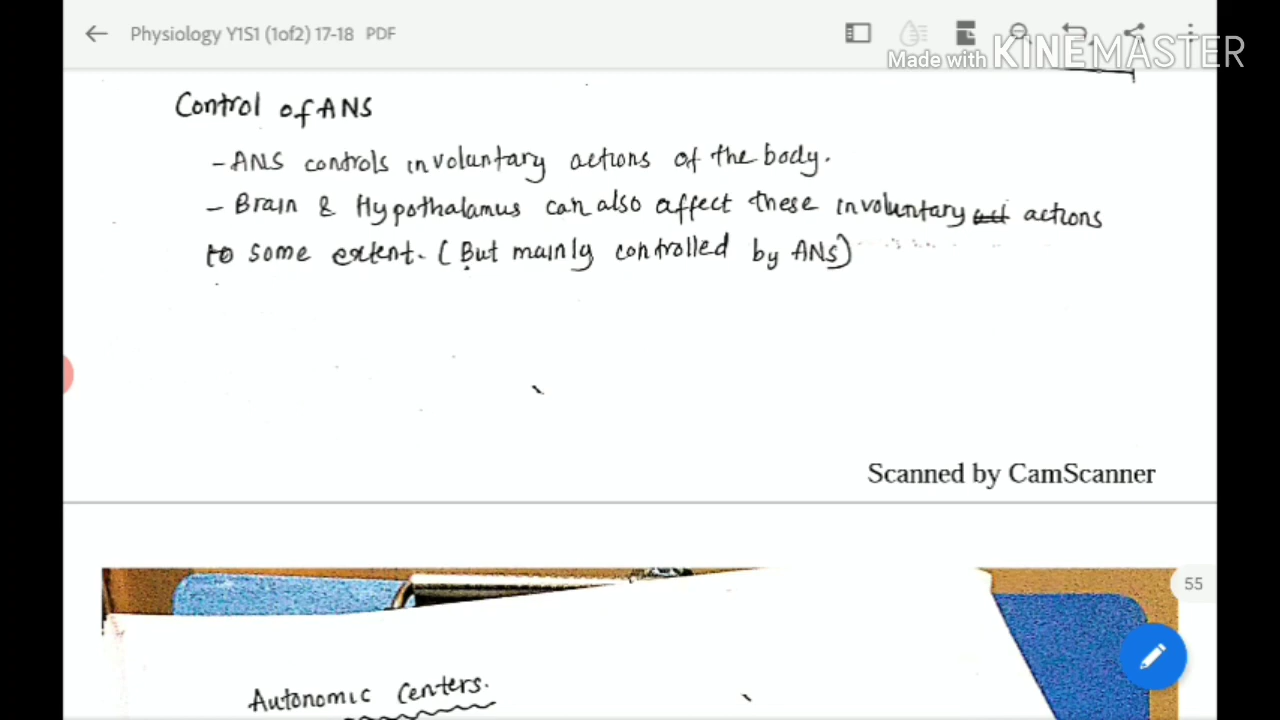 Physiology Y1S1 (1of2) 17-18 PDF
Made with KINEMASTER
Control of ANS
- ANS controls involuntary actions of the body.
- Brain & Hypothalamus can also affect these involuntary act actions
to some extent. (But mainly controlled by ANS)
Scanned by CamScanner
55
Autonomic Centers.